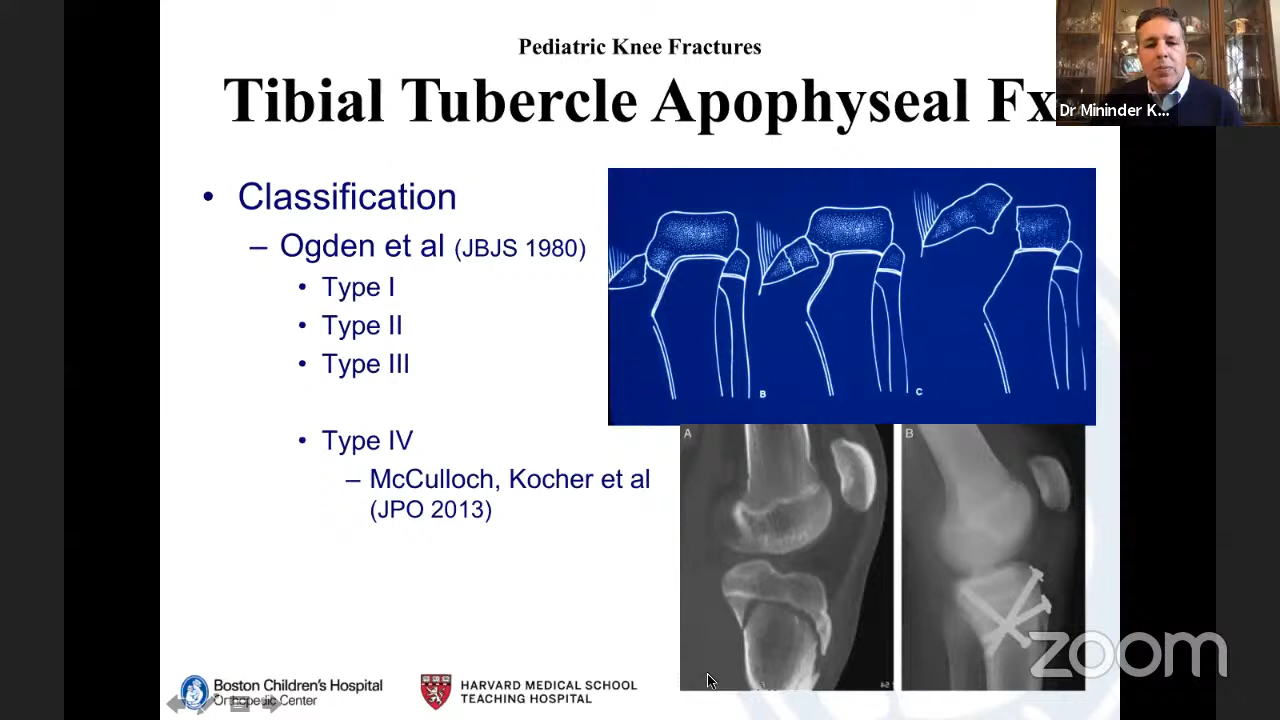 Pediatric Knee Fractures
Tibial Tubercle Apophyseal Fx
Dr Mininder K...
• Classification
– Ogden et al (JBJS 1980)
• Type I
• Type II
• Type III
• Type IV
– McCulloch, Kocher et al
(JPO 2013)
B
C
A
B
Boston Children's Hospital
Orthopedic Center
HARVARD MEDICAL SCHOOL
TEACHING HOSPITAL
zoom